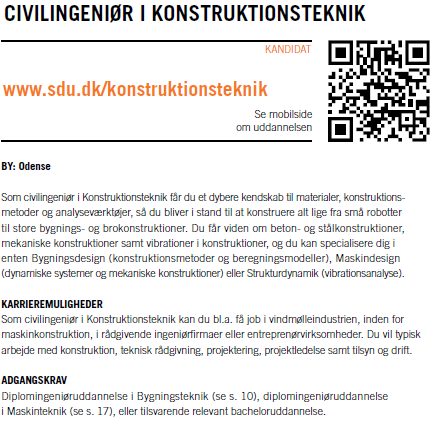 CIVILINGENIØR I KONSTRUKTIONSTEKNIK
KANDIDAT
www.sdu.dk/konstruktionsteknik
Se mobilside
om uddannelsen
BY: Odense
Som civilingeniør i Konstruktionsteknik får du et dybere kendskab til materialer, konstruktions-
metoder og analyseværktøjer, så du bliver i stand til at konstruere alt lige fra små robotter
til store bygnings- og brokonstruktioner. Du får viden om beton- og stålkonstruktioner,
mekaniske konstruktioner samt vibrationer i konstruktioner, og du kan specialisere dig i
enten Bygningsdesign (konstruktionsmetoder og beregningsmodeller), Maskindesign
(dynamiske systemer og mekaniske konstruktioner) eller Strukturdynamik (vibrationsanalyse).
KARRIEREMULIGHEDER
Som civilingeniør i Konstruktionsteknik kan du bl.a. få job i vindmølleindustrien, inden for
maskinkonstruktion, i rådgivende ingeniørfirmaer eller entreprenørvirksomheder. Du vil typisk
arbejde med konstruktion, teknisk rådgivning, projektering, projektledelse samt tilsyn og drift.
ADGANGSKRAV
Diplomingeniøruddannelse i Bygningsteknik (se s. 10), diplomingeniøruddannelse
i Maskinteknik (se s. 17), eller tilsvarende relevant bacheloruddannelse.